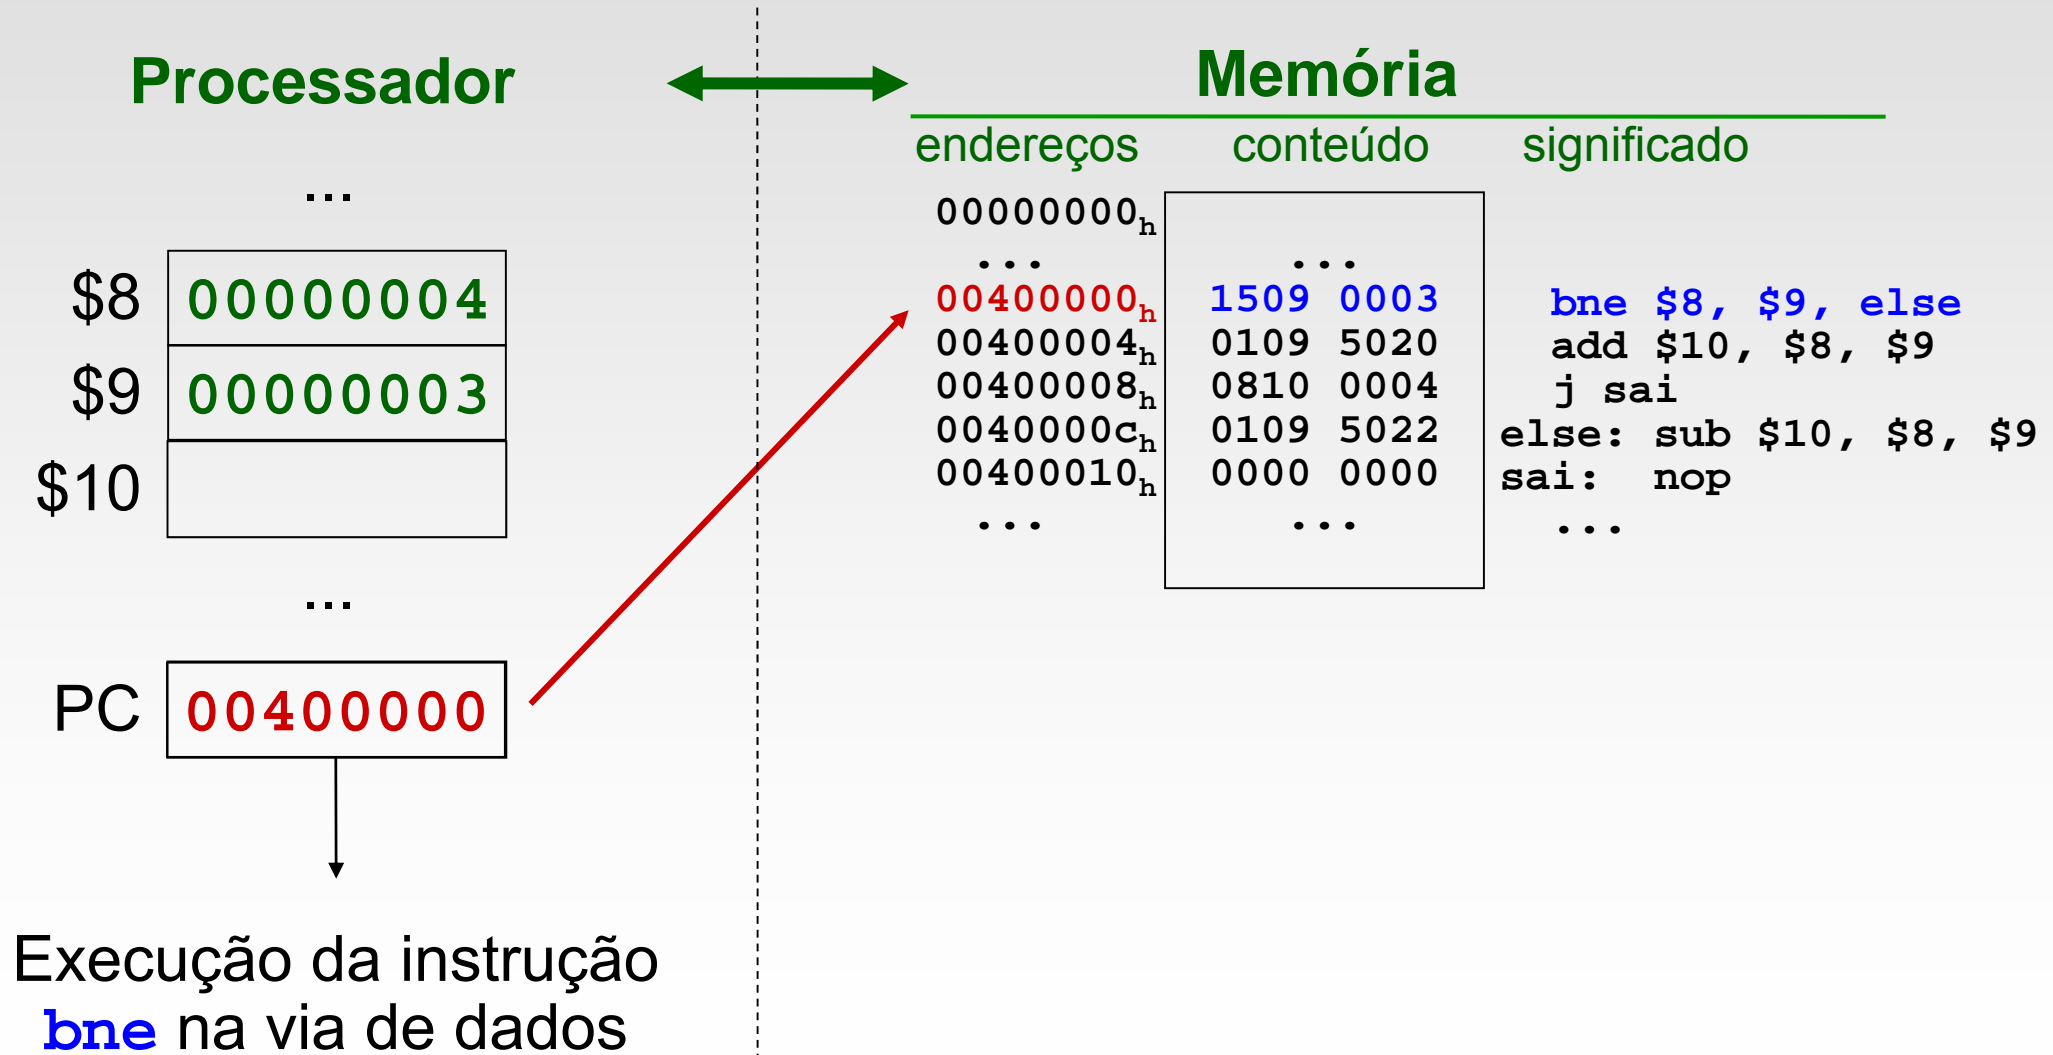 Processador
Memória
endereços conteúdo significado
...
00000000h
... ...
$8 00000004
00400000h 1509 0003 bne $8, $9, else
00400004h 0109 5020 add $10, $8, $9
$9 00000003
00400008h 0810 0004 j sai
0040000ch 0109 5022 else: sub $10, $8, $9
$10
00400010h 0000 0000 sai: nop
... ... ...
...
PC 00400000
Execução da instrução
bne na via de dados